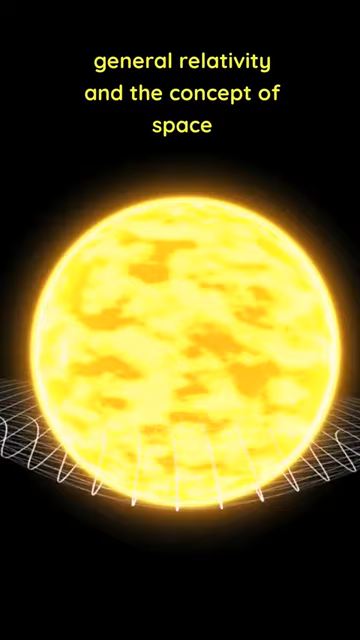 general relativity
and the concept of
space